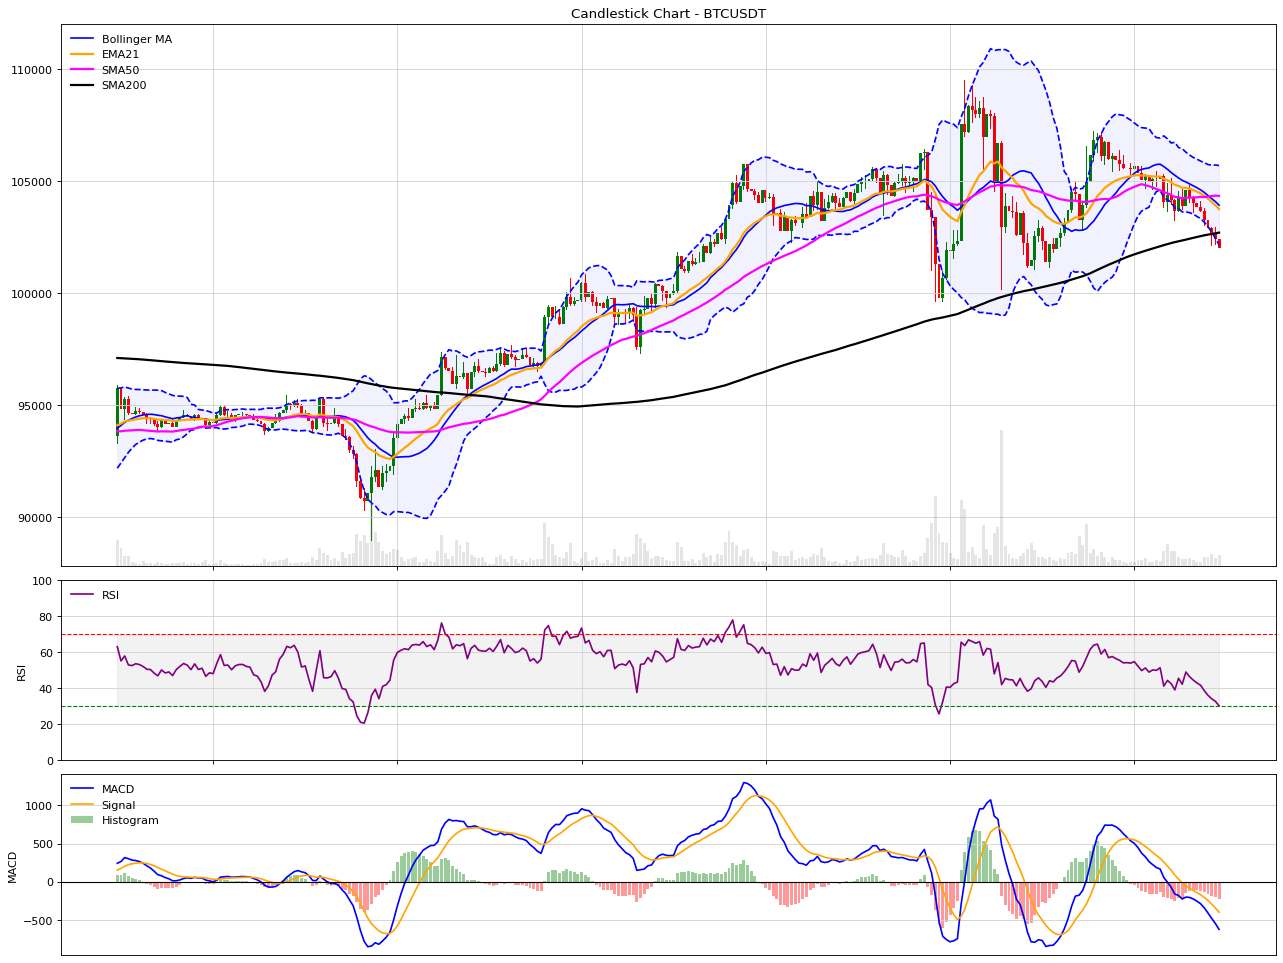 Candlestick Chart - BTCUSDT
Bollinger MA
EMA21
SMA50
SMA200
110000
105000
100000
95000
90000
RSI
100
80
60
40
20
0
RSI
MACD
Signal
Histogram
1000
500
0
−500
MACD